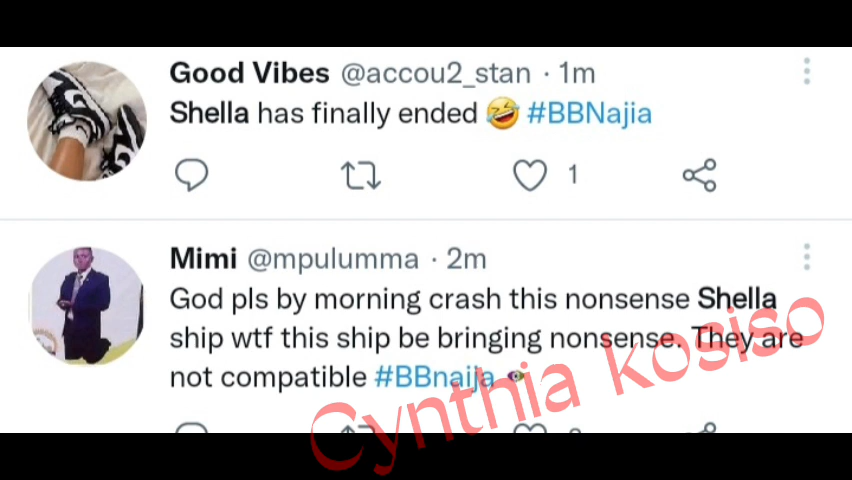 Good Vibes @accou2_stan · 1m
Shella has finally ended 🤣 #BBNajia
1
Mimi @mpulumma · 2m
God pls by morning crash this nonsense Shella
ship wtf this ship be bringing nonsense. They are
not compatible #BBnaija
Cynthia kosiso